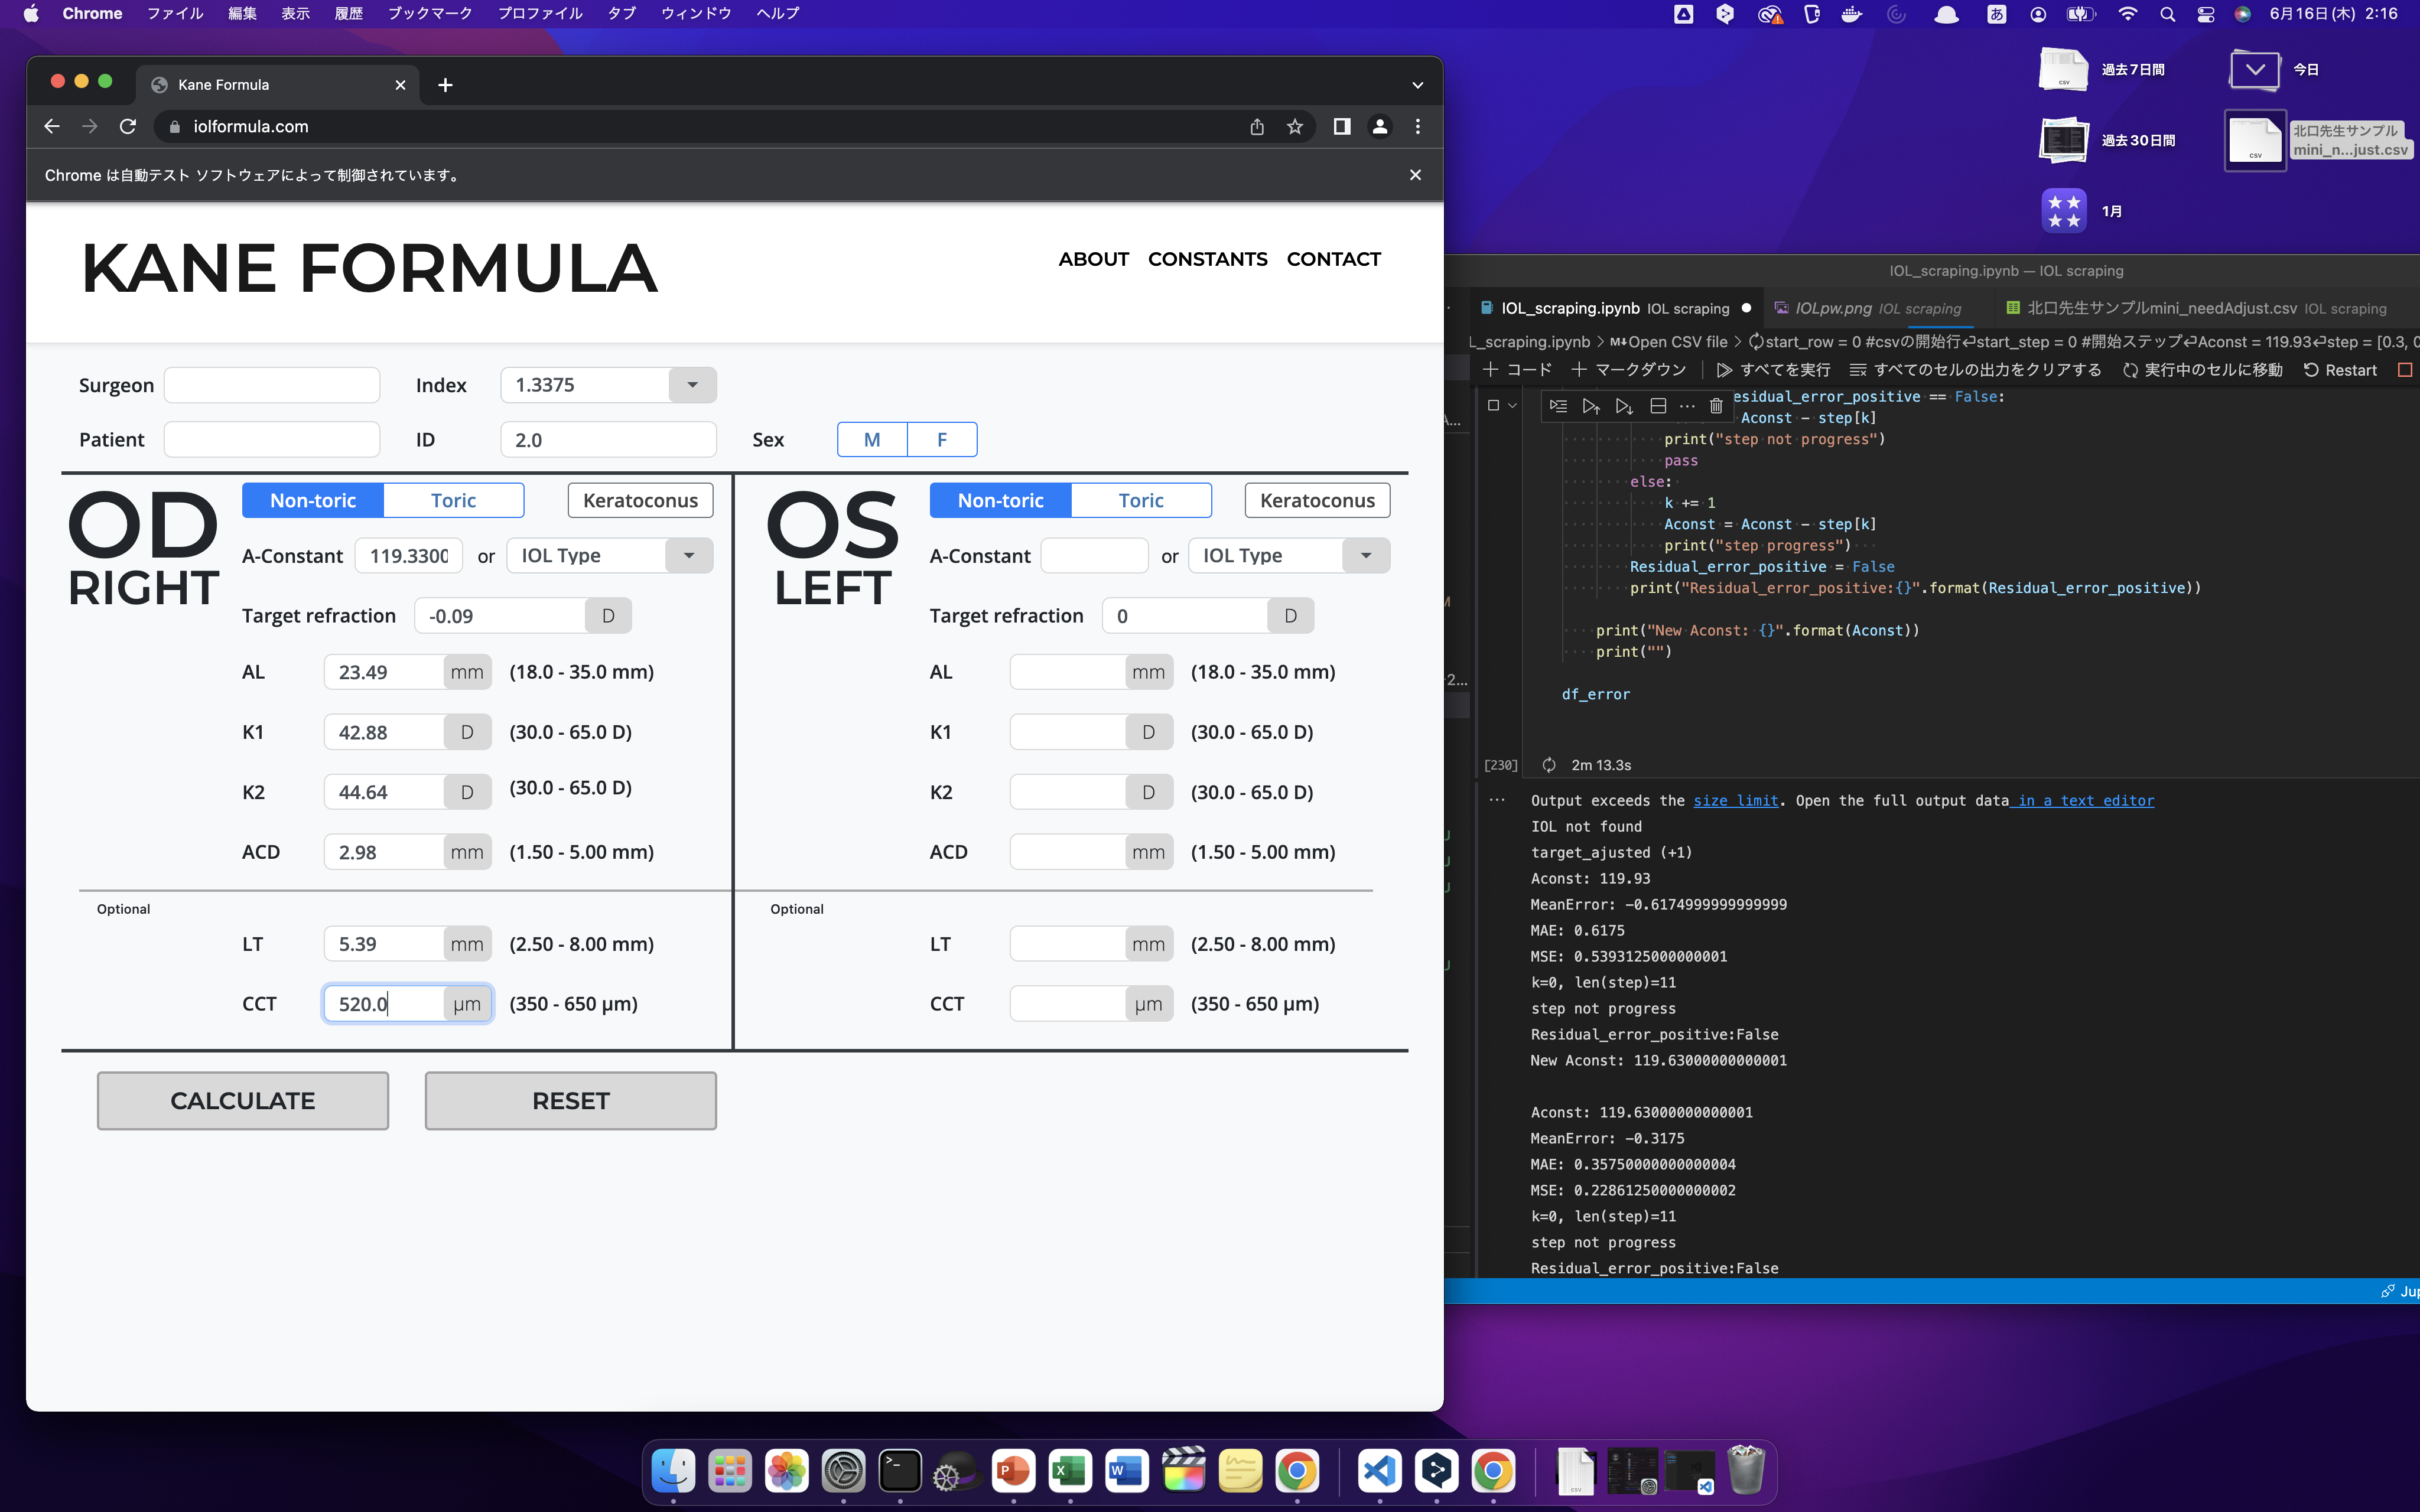 Chrome ファイル 編集 表示 履歴 ブックマーク プロファイル タブ ウィンドウ ヘルプ
あ 6月16日(木) 2:16
過去7日間 今日
過去30日間 北口先生サンプル
mini_n...just.csv
1月
Kane Formula
iolformula.com
Chrome は自動テスト ソフトウェアによって制御されています。
KANE FORMULA ABOUT CONSTANTS CONTACT
Surgeon Index 1.3375
Patient ID 2.0 Sex M F
OD
RIGHT
Non-toric Toric Keratoconus
A-Constant 119.3300 or IOL Type
Target refraction -0.09 D
AL 23.49 mm (18.0 - 35.0 mm)
K1 42.88 D (30.0 - 65.0 D)
K2 44.64 D (30.0 - 65.0 D)
ACD 2.98 mm (1.50 - 5.00 mm)
Optional
LT 5.39 mm (2.50 - 8.00 mm)
CCT 520.0 µm (350 - 650 µm)
OS
LEFT
Non-toric Toric Keratoconus
A-Constant or IOL Type
Target refraction 0 D
AL mm (18.0 - 35.0 mm)
K1 D (30.0 - 65.0 D)
K2 D (30.0 - 65.0 D)
ACD mm (1.50 - 5.00 mm)
Optional
LT mm (2.50 - 8.00 mm)
CCT µm (350 - 650 µm)
CALCULATE RESET
IOL_scraping.ipynb — IOL scraping
IOL_scraping.ipynb IOL scraping IOLpw.png IOL scraping 北口先生サンプルmini_needAdjust.csv IOL scraping
L_scraping.ipynb > M↓Open CSV file > start_row = 0 #csvの開始行↵start_step = 0 #開始ステップ↵Aconst = 119.93↵step = [0.3, 0
コード マークダウン すべてを実行 すべてのセルの出力をクリアする 実行中のセルに移動 Restart
esidual_error_positive == False:
Aconst - step[k]
print("step not progress")
pass
else:
k += 1
Aconst = Aconst - step[k]
print("step progress")
Residual_error_positive = False
print("Residual_error_positive:{}".format(Residual_error_positive))
print("New Aconst: {}".format(Aconst))
print("")
df_error
[230] 2m 13.3s
Output exceeds the size limit. Open the full output data in a text editor
IOL not found
target_ajusted (+1)
Aconst: 119.93
MeanError: -0.6174999999999999
MAE: 0.6175
MSE: 0.5393125000000001
k=0, len(step)=11
step not progress
Residual_error_positive:False
New Aconst: 119.63000000000001
Aconst: 119.63000000000001
MeanError: -0.3175
MAE: 0.35750000000000004
MSE: 0.22861250000000002
k=0, len(step)=11
step not progress
Residual_error_positive:False
Jup